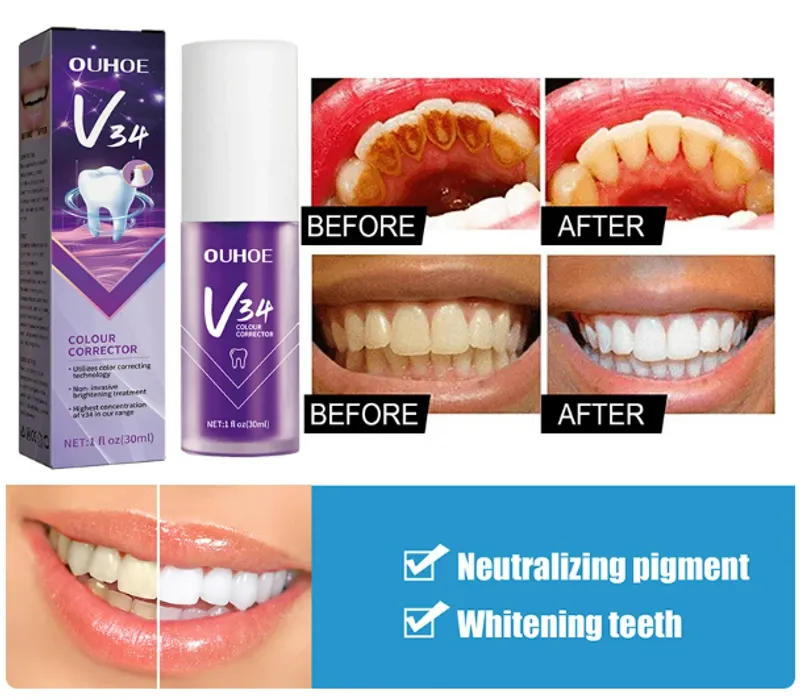 OUHOE
V34
COLOUR
CORRECTOR
• Utilizes color correcting
technology
• Non-invasive
brightening treatment
• Highest concentration
of v34 in our range
NET:1 fl oz(30ml)
OUHOE
V34
COLOUR
CORRECTOR
NET:1 fl oz(30ml)
BEFORE
AFTER
BEFORE
AFTER
Neutralizing pigment
Whitening teeth